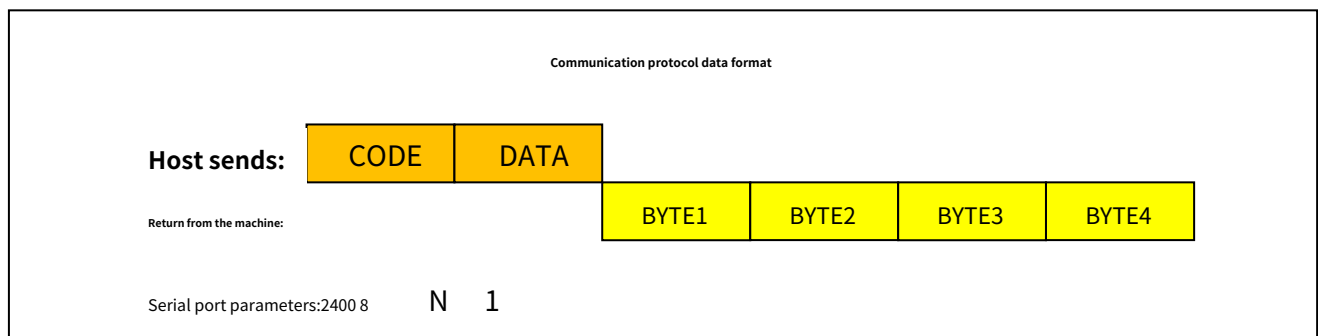 Communication protocol data format
Host sends: CODE DATA
Return from the machine: BYTE1 BYTE2 BYTE3 BYTE4
Serial port parameters:2400 8 N 1